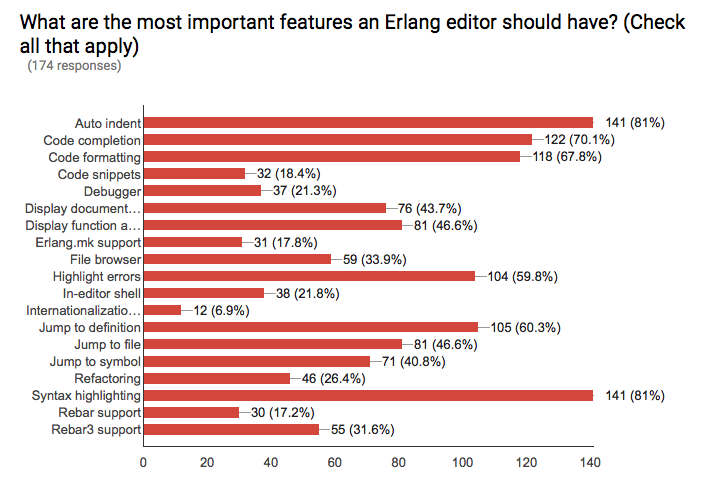 What are the most important features an Erlang editor should have? (Check
all that apply)
(174 responses)
Auto indent 141 (81%)
Code completion 122 (70.1%)
Code formatting 118 (67.8%)
Code snippets 32 (18.4%)
Debugger 37 (21.3%)
Display document… 76 (43.7%)
Display function a… 81 (46.6%)
Erlang.mk support 31 (17.8%)
File browser 59 (33.9%)
Highlight errors 104 (59.8%)
In-editor shell 38 (21.8%)
Internationalizatio… 12 (6.9%)
Jump to definition 105 (60.3%)
Jump to file 81 (46.6%)
Jump to symbol 71 (40.8%)
Refactoring 46 (26.4%)
Syntax highlighting 141 (81%)
Rebar support 30 (17.2%)
Rebar3 support 55 (31.6%)
0 20 40 60 80 100 120 140